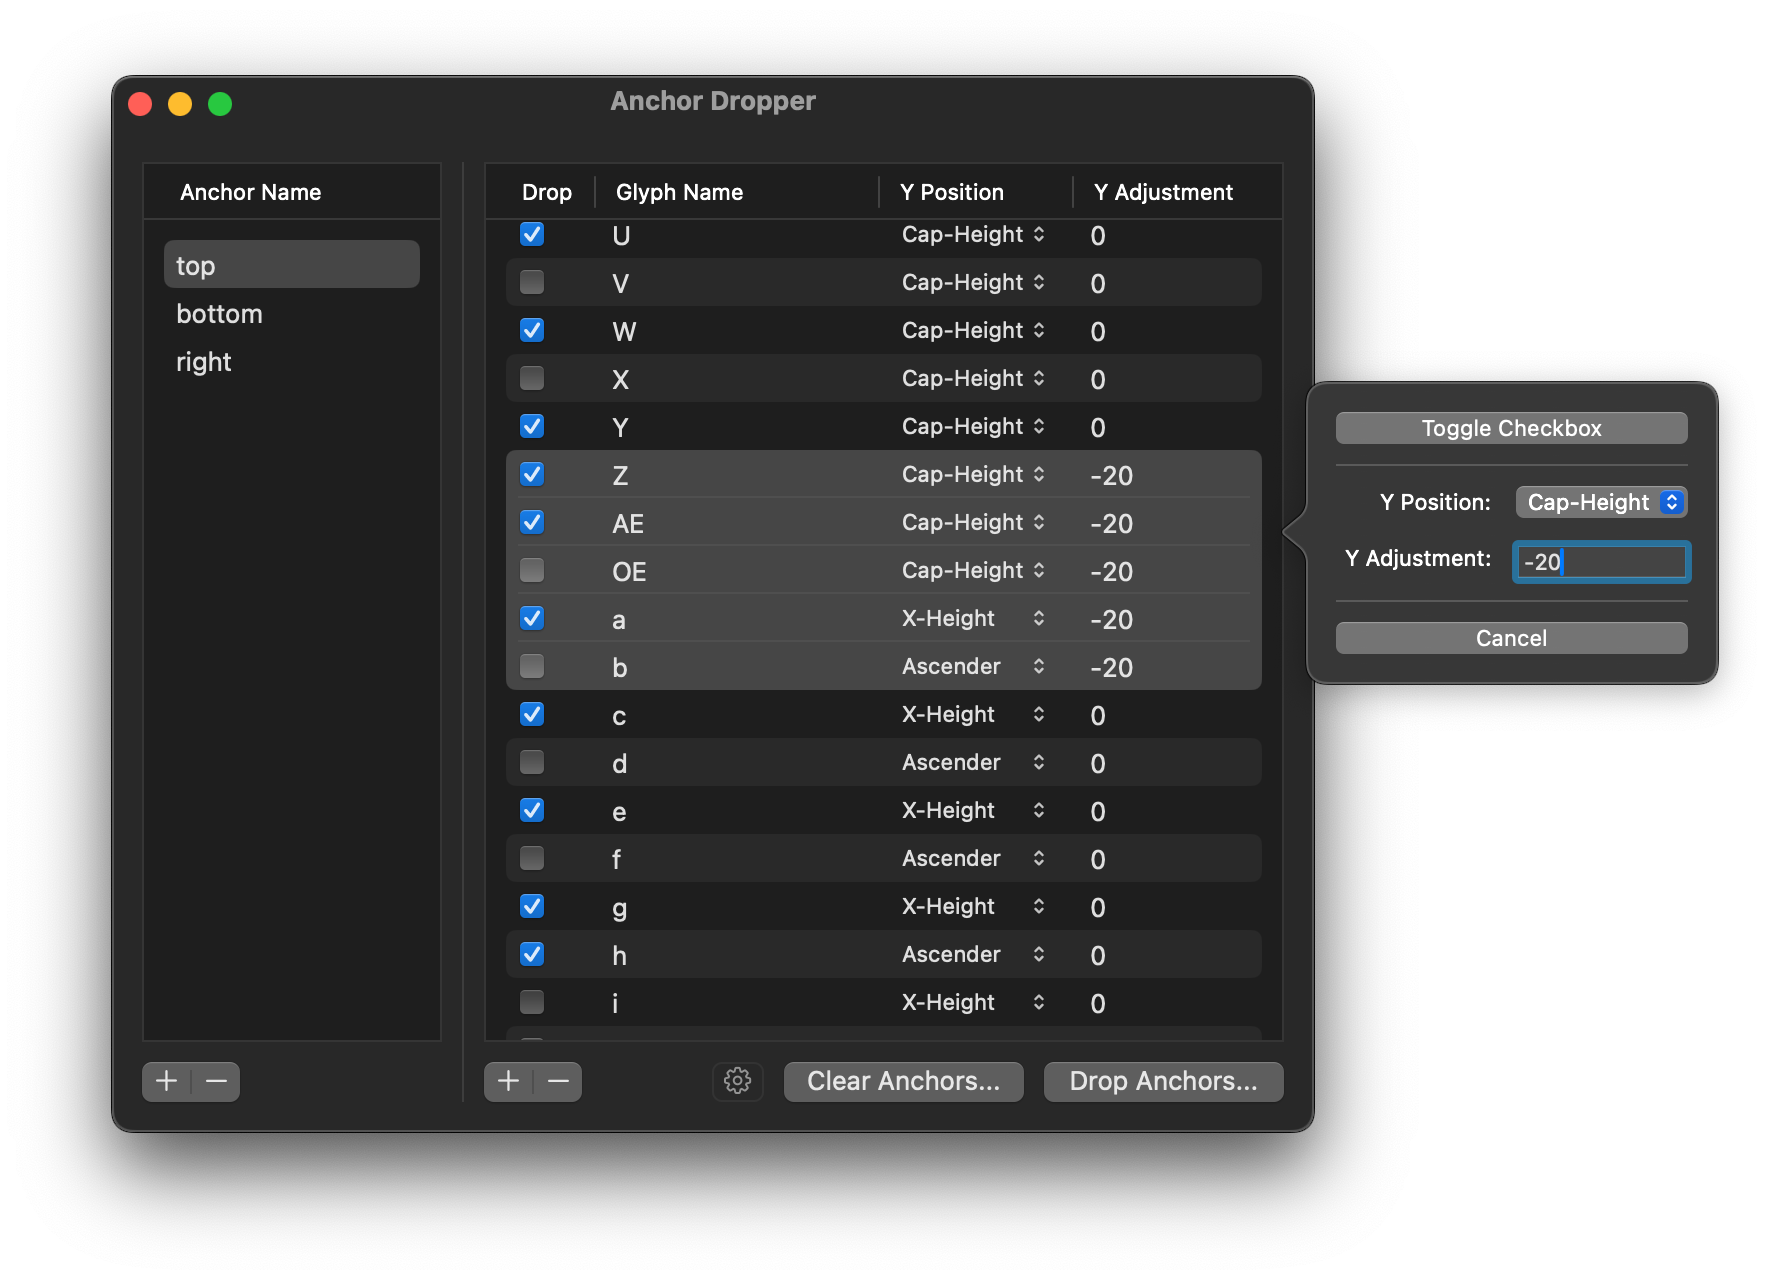 Anchor Dropper
Anchor Name
top
bottom
right
Drop Glyph Name Y Position Y Adjustment
U Cap-Height 0
V Cap-Height 0
W Cap-Height 0
X Cap-Height 0
Y Cap-Height 0
Z Cap-Height -20
AE Cap-Height -20
OE Cap-Height -20
a X-Height -20
b Ascender -20
c X-Height 0
d Ascender 0
e X-Height 0
f Ascender 0
g X-Height 0
h Ascender 0
i X-Height 0
Clear Anchors... Drop Anchors...
Toggle Checkbox
Y Position: Cap-Height
Y Adjustment: -20
Cancel